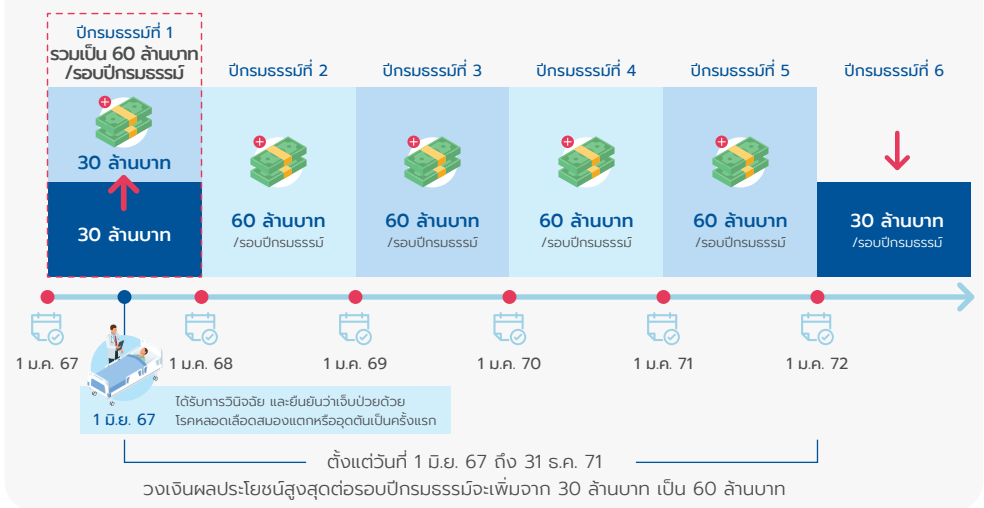 ปีกรมธรรม์ที่ 1
รวมเป็น 60 ล้านบาท
/รอบปีกรมธรรม์
ปีกรมธรรม์ที่ 2
ปีกรมธรรม์ที่ 3
ปีกรมธรรม์ที่ 4
ปีกรมธรรม์ที่ 5
ปีกรมธรรม์ที่ 6
30 ล้านบาท
30 ล้านบาท
60 ล้านบาท
/รอบปีกรมธรรม์
60 ล้านบาท
/รอบปีกรมธรรม์
60 ล้านบาท
/รอบปีกรมธรรม์
60 ล้านบาท
/รอบปีกรมธรรม์
30 ล้านบาท
/รอบปีกรมธรรม์
1 ม.ค. 67
1 ม.ค. 68
1 ม.ค. 69
1 ม.ค. 70
1 ม.ค. 71
1 ม.ค. 72
1 มิ.ย. 67
ได้รับการวินิจฉัย และยืนยันว่าเจ็บป่วยด้วย
โรคหลอดเลือดสมองแตกหรืออุดตันเป็นครั้งแรก
ตั้งแต่วันที่ 1 มิ.ย. 67 ถึง 31 ธ.ค. 71
วงเงินผลประโยชน์สูงสุดต่อรอบปีกรมธรรม์จะเพิ่มจาก 30 ล้านบาท เป็น 60 ล้านบาท